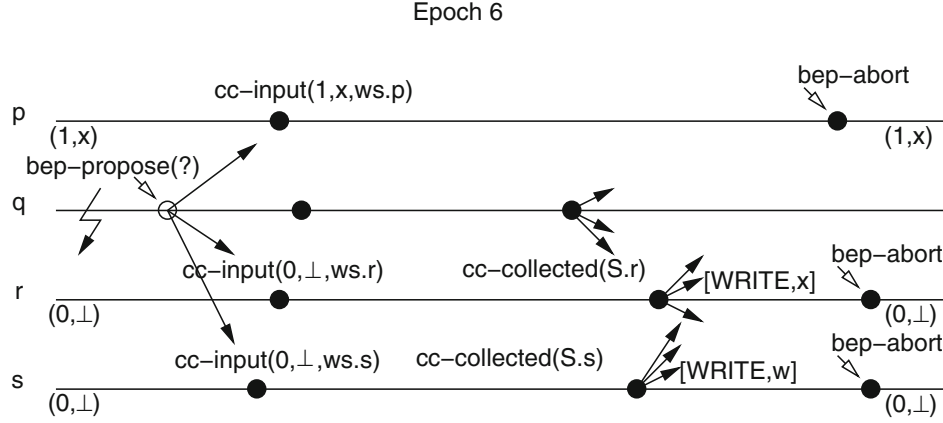 Epoch 6
bep−abort
cc−input(1,x,ws.p)
p
(1,x)
(1,x)
bep−propose(?)
q
bep−abort
cc−input(0,⊥,ws.r)
cc−collected(S.r)
[WRITE,x]
r
(0,⊥)
(0,⊥)
bep−abort
cc−input(0,⊥,ws.s)
cc−collected(S.s)
[WRITE,w]
s
(0,⊥)
(0,⊥)